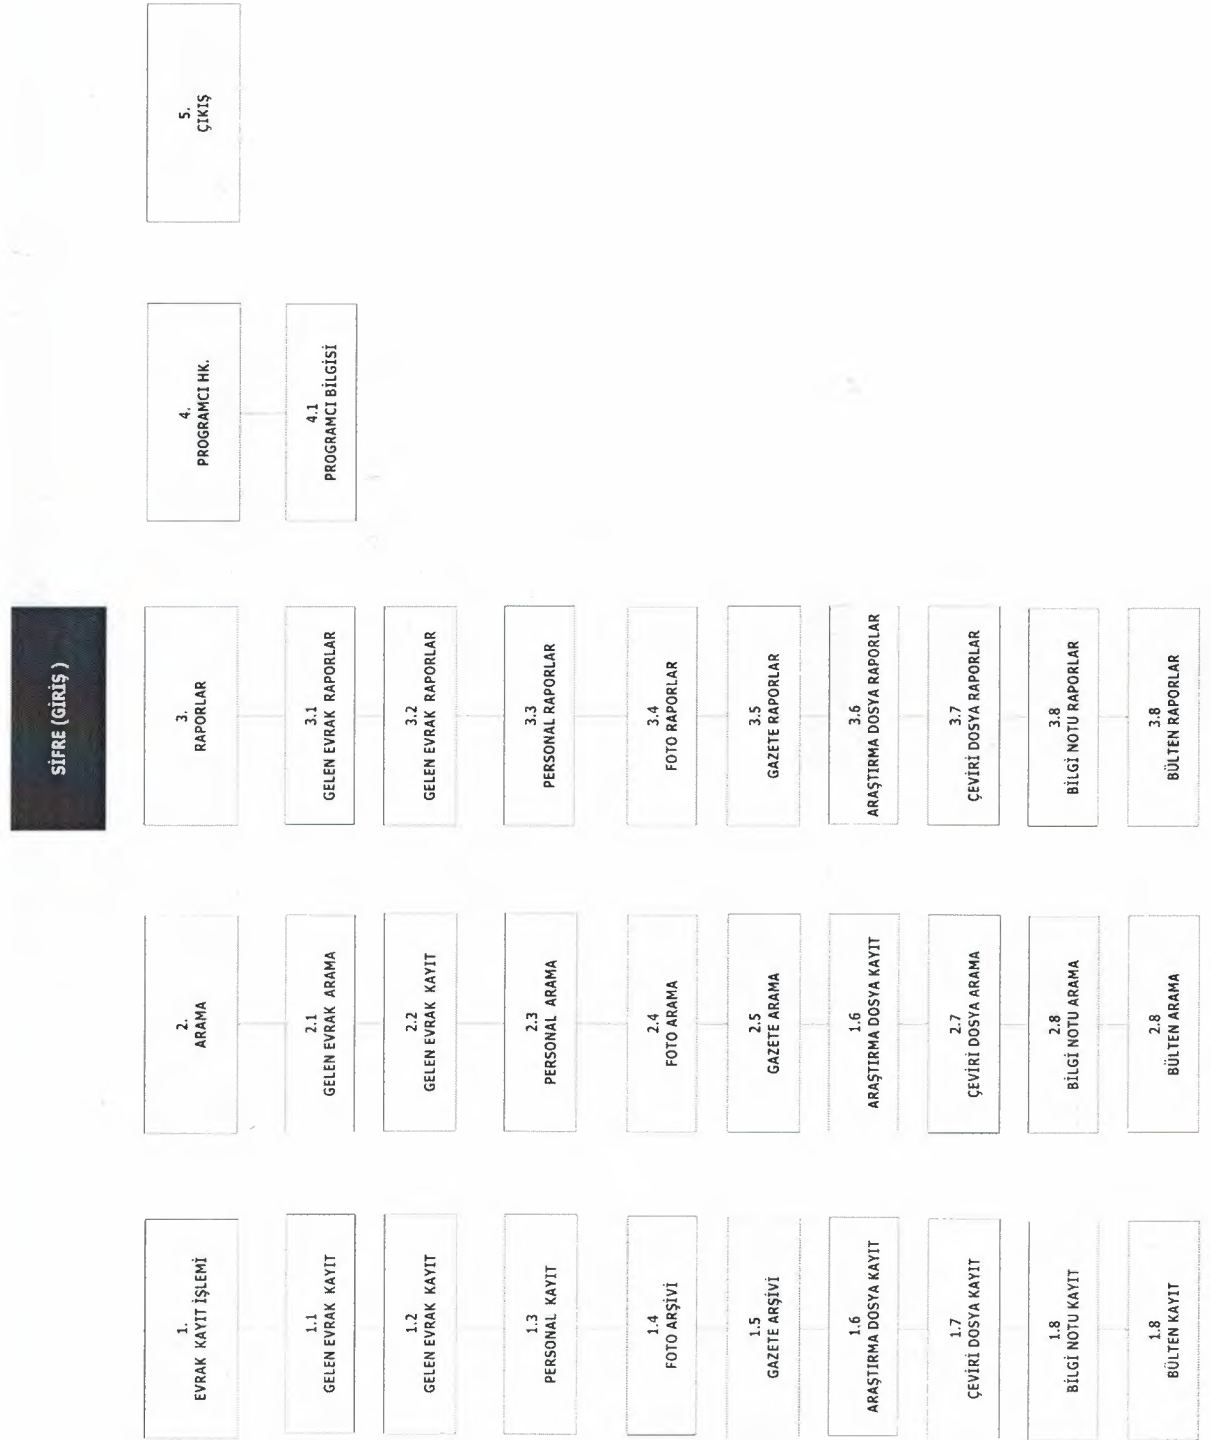 SİFRE (GİRİŞ )
1.
EVRAK KAYIT İŞLEMİ
1.1
GELEN EVRAK KAYIT
1.2
GELEN EVRAK KAYIT
1.3
PERSONAL KAYIT
1.4
FOTO ARŞİVİ
1.5
GAZETE ARŞİVİ
1.6
ARAŞTIRMA DOSYA KAYIT
1.7
ÇEVİRİ DOSYA KAYIT
1.8
BİLGİ NOTU KAYIT
1.8
BÜLTEN KAYIT
2.
ARAMA
2.1
GELEN EVRAK ARAMA
2.2
GELEN EVRAK KAYIT
2.3
PERSONAL ARAMA
2.4
FOTO ARAMA
2.5
GAZETE ARAMA
1.6
ARAŞTIRMA DOSYA KAYIT
2.7
ÇEVİRİ DOSYA ARAMA
2.8
BİLGİ NOTU ARAMA
2.8
BÜLTEN ARAMA
3.
RAPORLAR
3.1
GELEN EVRAK RAPORLAR
3.2
GELEN EVRAK RAPORLAR
3.3
PERSONAL RAPORLAR
3.4
FOTO RAPORLAR
3.5
GAZETE RAPORLAR
3.6
ARAŞTIRMA DOSYA RAPORLAR
3.7
ÇEVİRİ DOSYA RAPORLAR
3.8
BİLGİ NOTU RAPORLAR
3.8
BÜLTEN RAPORLAR
4.
PROGRAMCI HK.
4.1
PROGRAMCI BİLGİSİ
5.
ÇIKIŞ